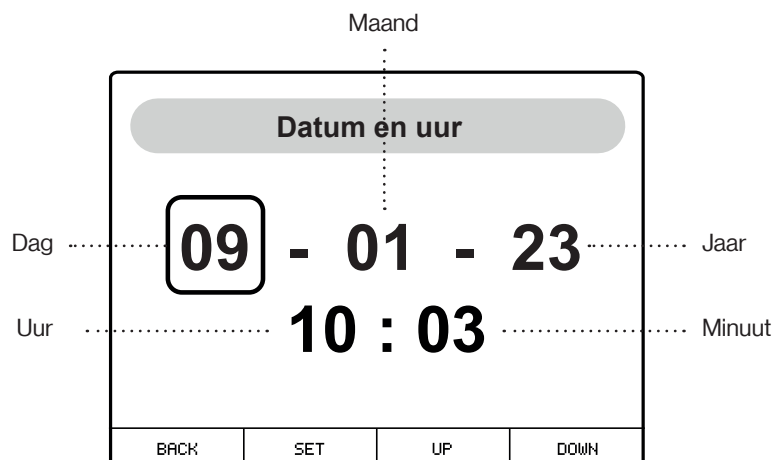 Maand
Datum en uur
Dag 09 - 01 - 23 Jaar
Uur 10 : 03 Minuut
BACK SET UP DOWN